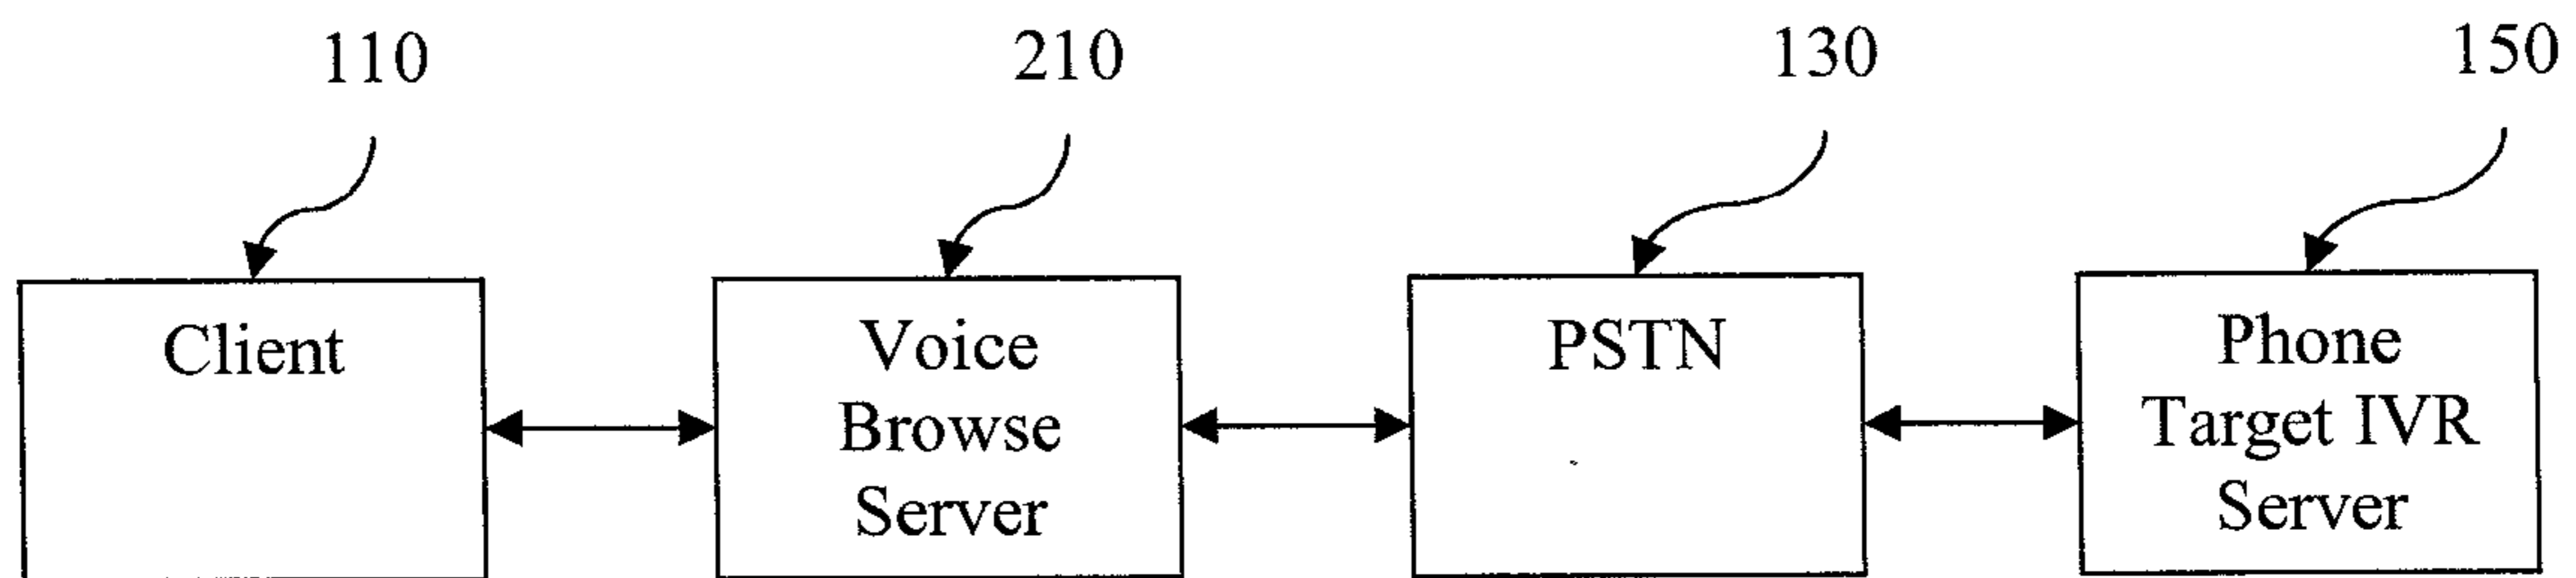 110
210
130
150
Client
Voice
Browse
Server
PSTN
Phone
Target IVR
Server